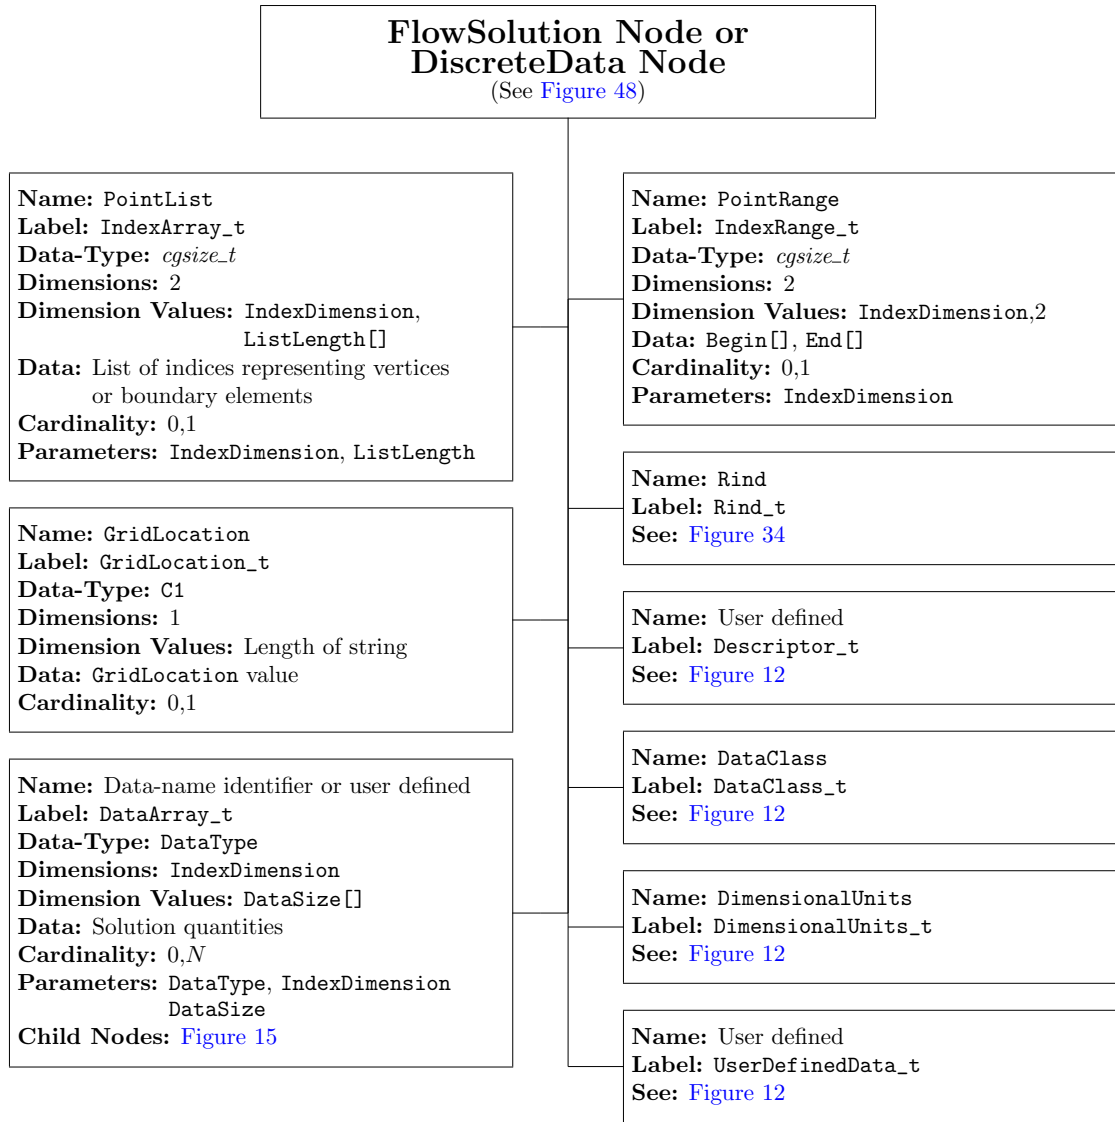 FlowSolution Node or
DiscreteData Node
(See Figure 48)
Name: PointList
Label: IndexArray_t
Data-Type: cgsize_t
Dimensions: 2
Dimension Values: IndexDimension,
ListLength[]
Data: List of indices representing vertices
or boundary elements
Cardinality: 0,1
Parameters: IndexDimension, ListLength
Name: GridLocation
Label: GridLocation_t
Data-Type: C1
Dimensions: 1
Dimension Values: Length of string
Data: GridLocation value
Cardinality: 0,1
Name: Data-name identifier or user defined
Label: DataArray_t
Data-Type: DataType
Dimensions: IndexDimension
Dimension Values: DataSize[]
Data: Solution quantities
Cardinality: 0,N
Parameters: DataType, IndexDimension
DataSize
Child Nodes: Figure 15
Name: PointRange
Label: IndexRange_t
Data-Type: cgsize_t
Dimensions: 2
Dimension Values: IndexDimension,2
Data: Begin[], End[]
Cardinality: 0,1
Parameters: IndexDimension
Name: Rind
Label: Rind_t
See: Figure 34
Name: User defined
Label: Descriptor_t
See: Figure 12
Name: DataClass
Label: DataClass_t
See: Figure 12
Name: DimensionalUnits
Label: DimensionalUnits_t
See: Figure 12
Name: User defined
Label: UserDefinedData_t
See: Figure 12